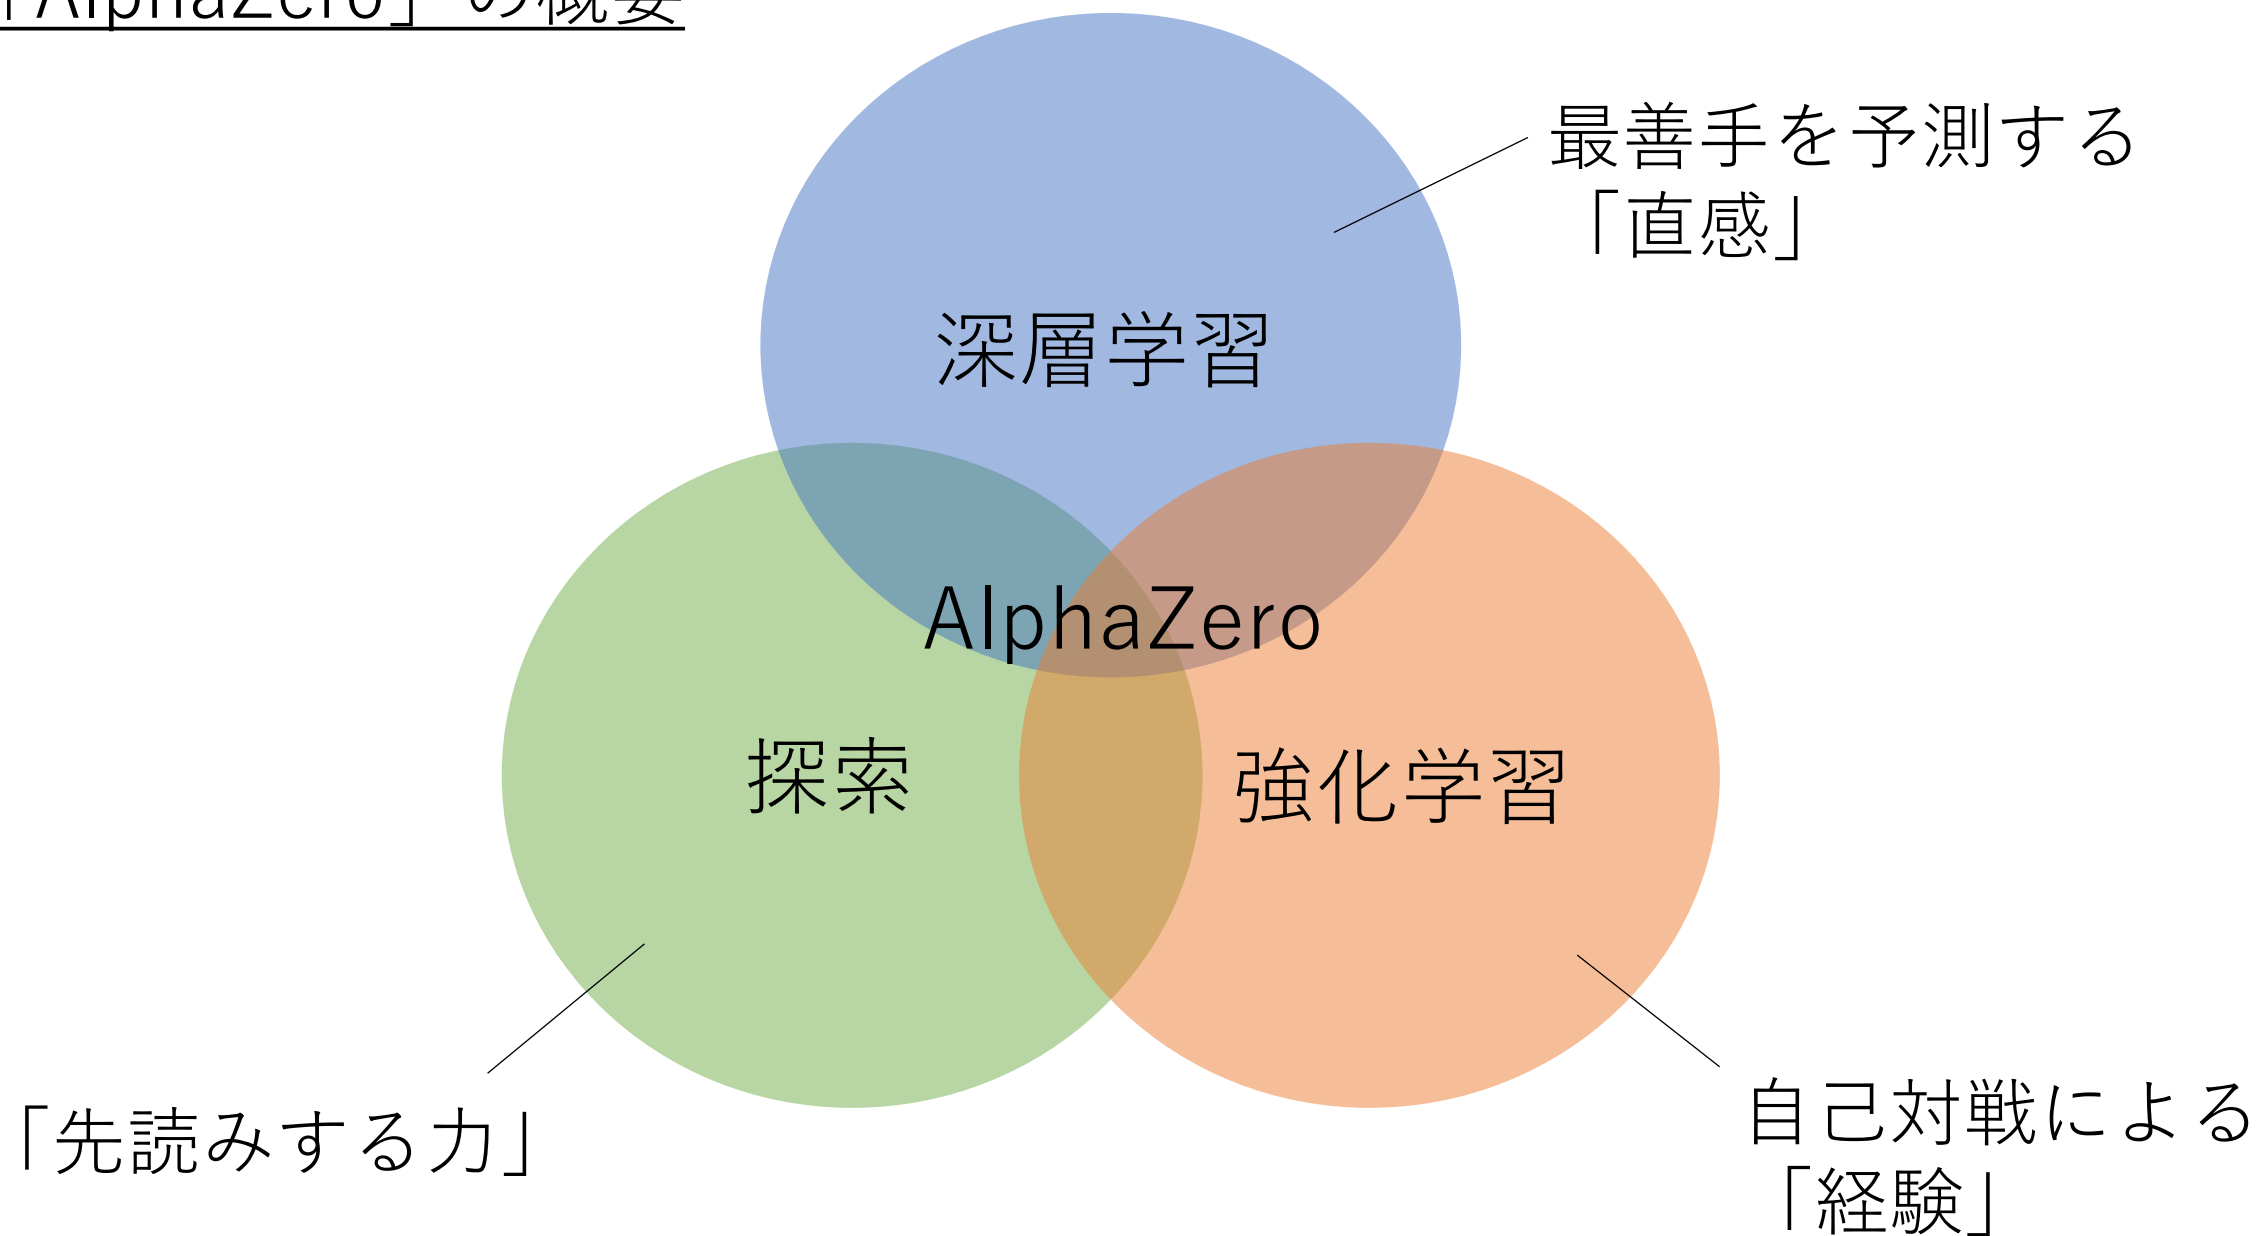 「AlphaZero」の概要
最善手を予測する
「直感」
深層学習
AlphaZero
探索
強化学習
「先読みする力」
自己対戦による
「経験」